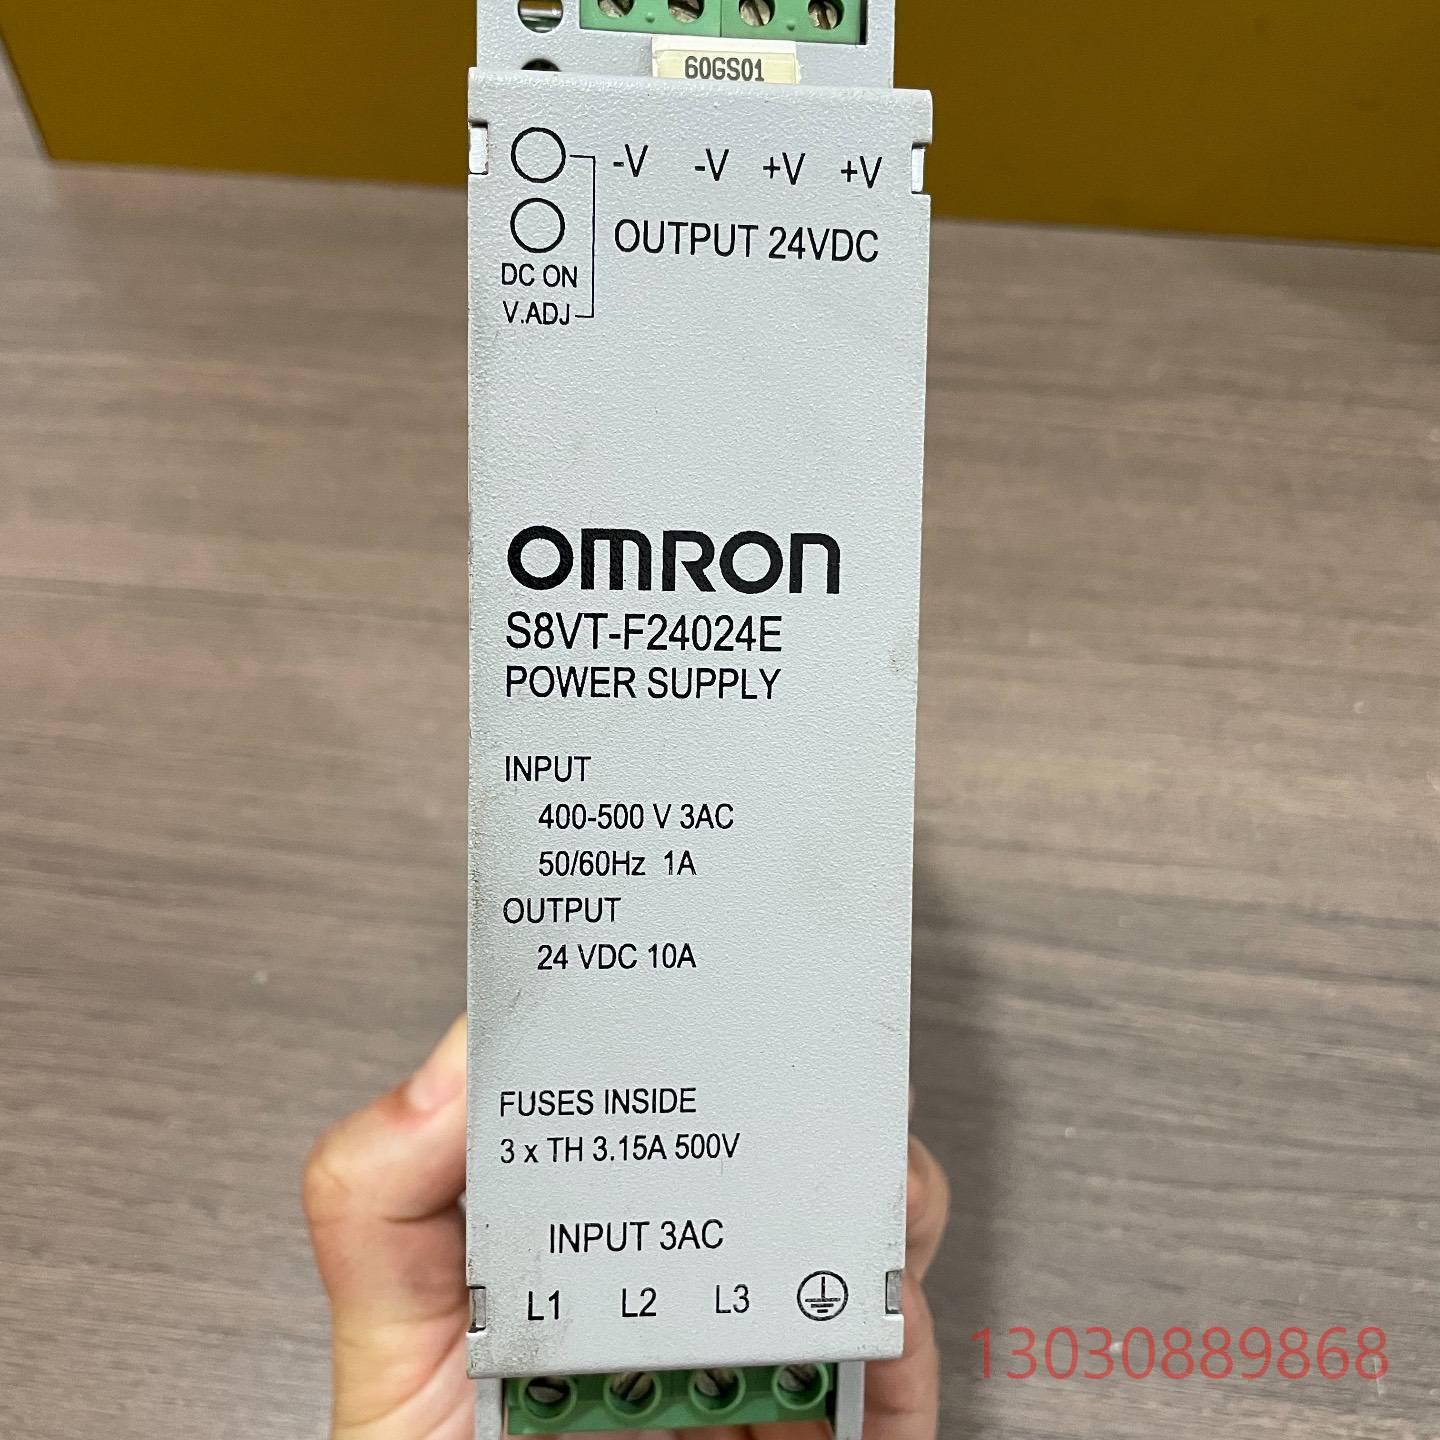 60GS01
-V -V +V +V
OUTPUT 24VDC
DC ON
V.ADJ
OMRON
S8VT-F24024E
POWER SUPPLY
INPUT
400-500 V 3AC
50/60Hz 1A
OUTPUT
24 VDC 10A
FUSES INSIDE
3 x TH 3.15A 500V
INPUT 3AC
L1 L2 L3
13030889868